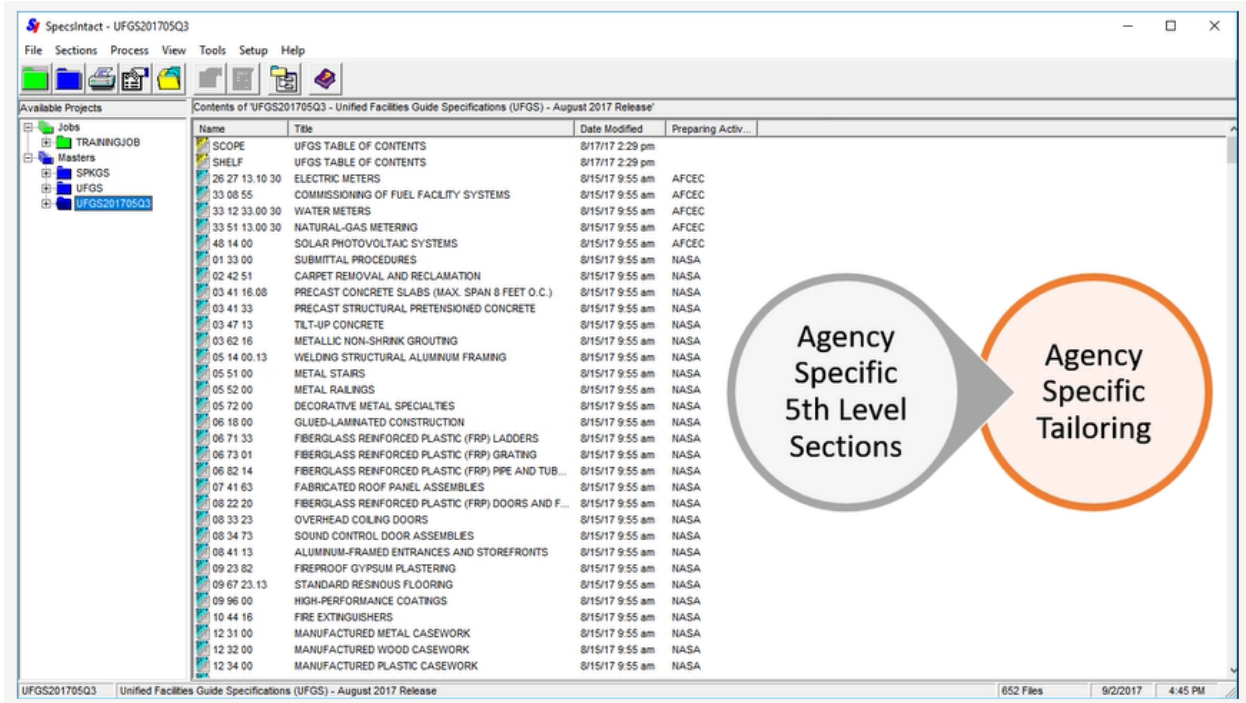 SpecsIntact - UFGS201705Q3
File Sections Process View Tools Setup Help
Available Projects
Contents of 'UFGS201705Q3 - Unified Facilities Guide Specifications (UFGS) - August 2017 Release'
Jobs
TRAININGJOB
Masters
SPKGS
UFGS
UFGS201705Q3
Name Title Date Modified Preparing Activ...
SCOPE UFGS TABLE OF CONTENTS 8/17/17 2:29 pm
SHELF UFGS TABLE OF CONTENTS 8/17/17 2:29 pm
26 27 13.10 30 ELECTRIC METERS 8/15/17 9:55 am AFCEC
33 08 55 COMMISSIONING OF FUEL FACILITY SYSTEMS 8/15/17 9:55 am AFCEC
33 12 33.00 30 WATER METERS 8/15/17 9:55 am AFCEC
33 51 13.00 30 NATURAL-GAS METERING 8/15/17 9:55 am AFCEC
48 14 00 SOLAR PHOTOVOLTAIC SYSTEMS 8/15/17 9:55 am AFCEC
01 33 00 SUBMITTAL PROCEDURES 8/15/17 9:55 am NASA
02 42 51 CARPET REMOVAL AND RECLAMATION 8/15/17 9:55 am NASA
03 41 16.08 PRECAST CONCRETE SLABS (MAX. SPAN 8 FEET O.C.) 8/15/17 9:55 am NASA
03 41 33 PRECAST STRUCTURAL PRETENSIONED CONCRETE 8/15/17 9:55 am NASA
03 47 13 TILT-UP CONCRETE 8/15/17 9:55 am NASA
03 62 16 METALLIC NON-SHRINK GROUTING 8/15/17 9:55 am NASA
05 14 00.13 WELDING STRUCTURAL ALUMINUM FRAMING 8/15/17 9:55 am NASA
05 51 00 METAL STAIRS 8/15/17 9:55 am NASA
05 52 00 METAL RAILINGS 8/15/17 9:55 am NASA
05 72 00 DECORATIVE METAL SPECIALTIES 8/15/17 9:55 am NASA
06 18 00 GLUED-LAMINATED CONSTRUCTION 8/15/17 9:55 am NASA
06 71 33 FIBERGLASS REINFORCED PLASTIC (FRP) LADDERS 8/15/17 9:55 am NASA
06 73 01 FIBERGLASS REINFORCED PLASTIC (FRP) GRATING 8/15/17 9:55 am NASA
06 82 14 FIBERGLASS REINFORCED PLASTIC (FRP) PIPE AND TUB... 8/15/17 9:55 am NASA
07 41 63 FABRICATED ROOF PANEL ASSEMBLIES 8/15/17 9:55 am NASA
08 22 20 FIBERGLASS REINFORCED PLASTIC (FRP) DOORS AND F... 8/15/17 9:55 am NASA
08 33 23 OVERHEAD COILING DOORS 8/15/17 9:55 am NASA
08 34 73 SOUND CONTROL DOOR ASSEMBLIES 8/15/17 9:55 am NASA
08 41 13 ALUMINUM-FRAMED ENTRANCES AND STOREFRONTS 8/15/17 9:55 am NASA
09 23 82 FIREPROOF GYPSUM PLASTERING 8/15/17 9:55 am NASA
09 67 23.13 STANDARD RESINOUS FLOORING 8/15/17 9:55 am NASA
09 96 00 HIGH-PERFORMANCE COATINGS 8/15/17 9:55 am NASA
10 44 16 FIRE EXTINGUISHERS 8/15/17 9:55 am NASA
12 31 00 MANUFACTURED METAL CASEWORK 8/15/17 9:55 am NASA
12 32 00 MANUFACTURED WOOD CASEWORK 8/15/17 9:55 am NASA
12 34 00 MANUFACTURED PLASTIC CASEWORK 8/15/17 9:55 am NASA
Agency
Specific
5th Level
Sections
Agency
Specific
Tailoring
UFGS201705Q3 Unified Facilities Guide Specifications (UFGS) - August 2017 Release 652 Files 9/2/2017 4:45 PM